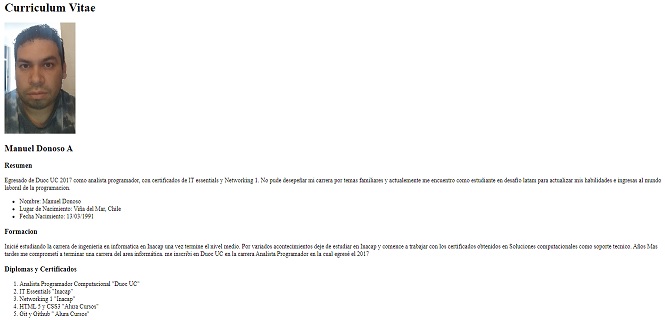 Curriculum Vitae
Manuel Donoso A
Resumen
Egresado de Duoc UC 2017 como analista programador, con certificados de IT essentials y Networking 1. No pude desepeñar mi carrera por temas familiares y actualemente me encuentro como estudiante en desafio latam para actualizar mis habilidades e ingresas al mundo
laboral de la programacion.
Nombre: Manuel Donoso
Lugar de Nacimiento: Viña del Mar, Chile
Fecha Nacimiento: 13/03/1991
Formacion
Inicié estudiando la carrera de ingenieria en informatica en Inacap una vez termine el nivel medio. Por variados acontecimientos deje de estudiar en Inacap y comence a trabajar con los certificados obtenidos en Soluciones computacionales como soporte tecnico. Años Mas
tardes me comprometi a terminar una carrera del area informática. me inscribi en Duoc UC en la carrera Analista Programador en la cual egresé el 2017
Diplomas y Certificados
1. Analista Programador Computacional "Duoc UC"
2. IT Essentials "Inacap"
3. Networking 1 "Inacap"
4. HTML 5 y CSS3 "Alura Cursos"
5. Git y Github " Alura Cursos"